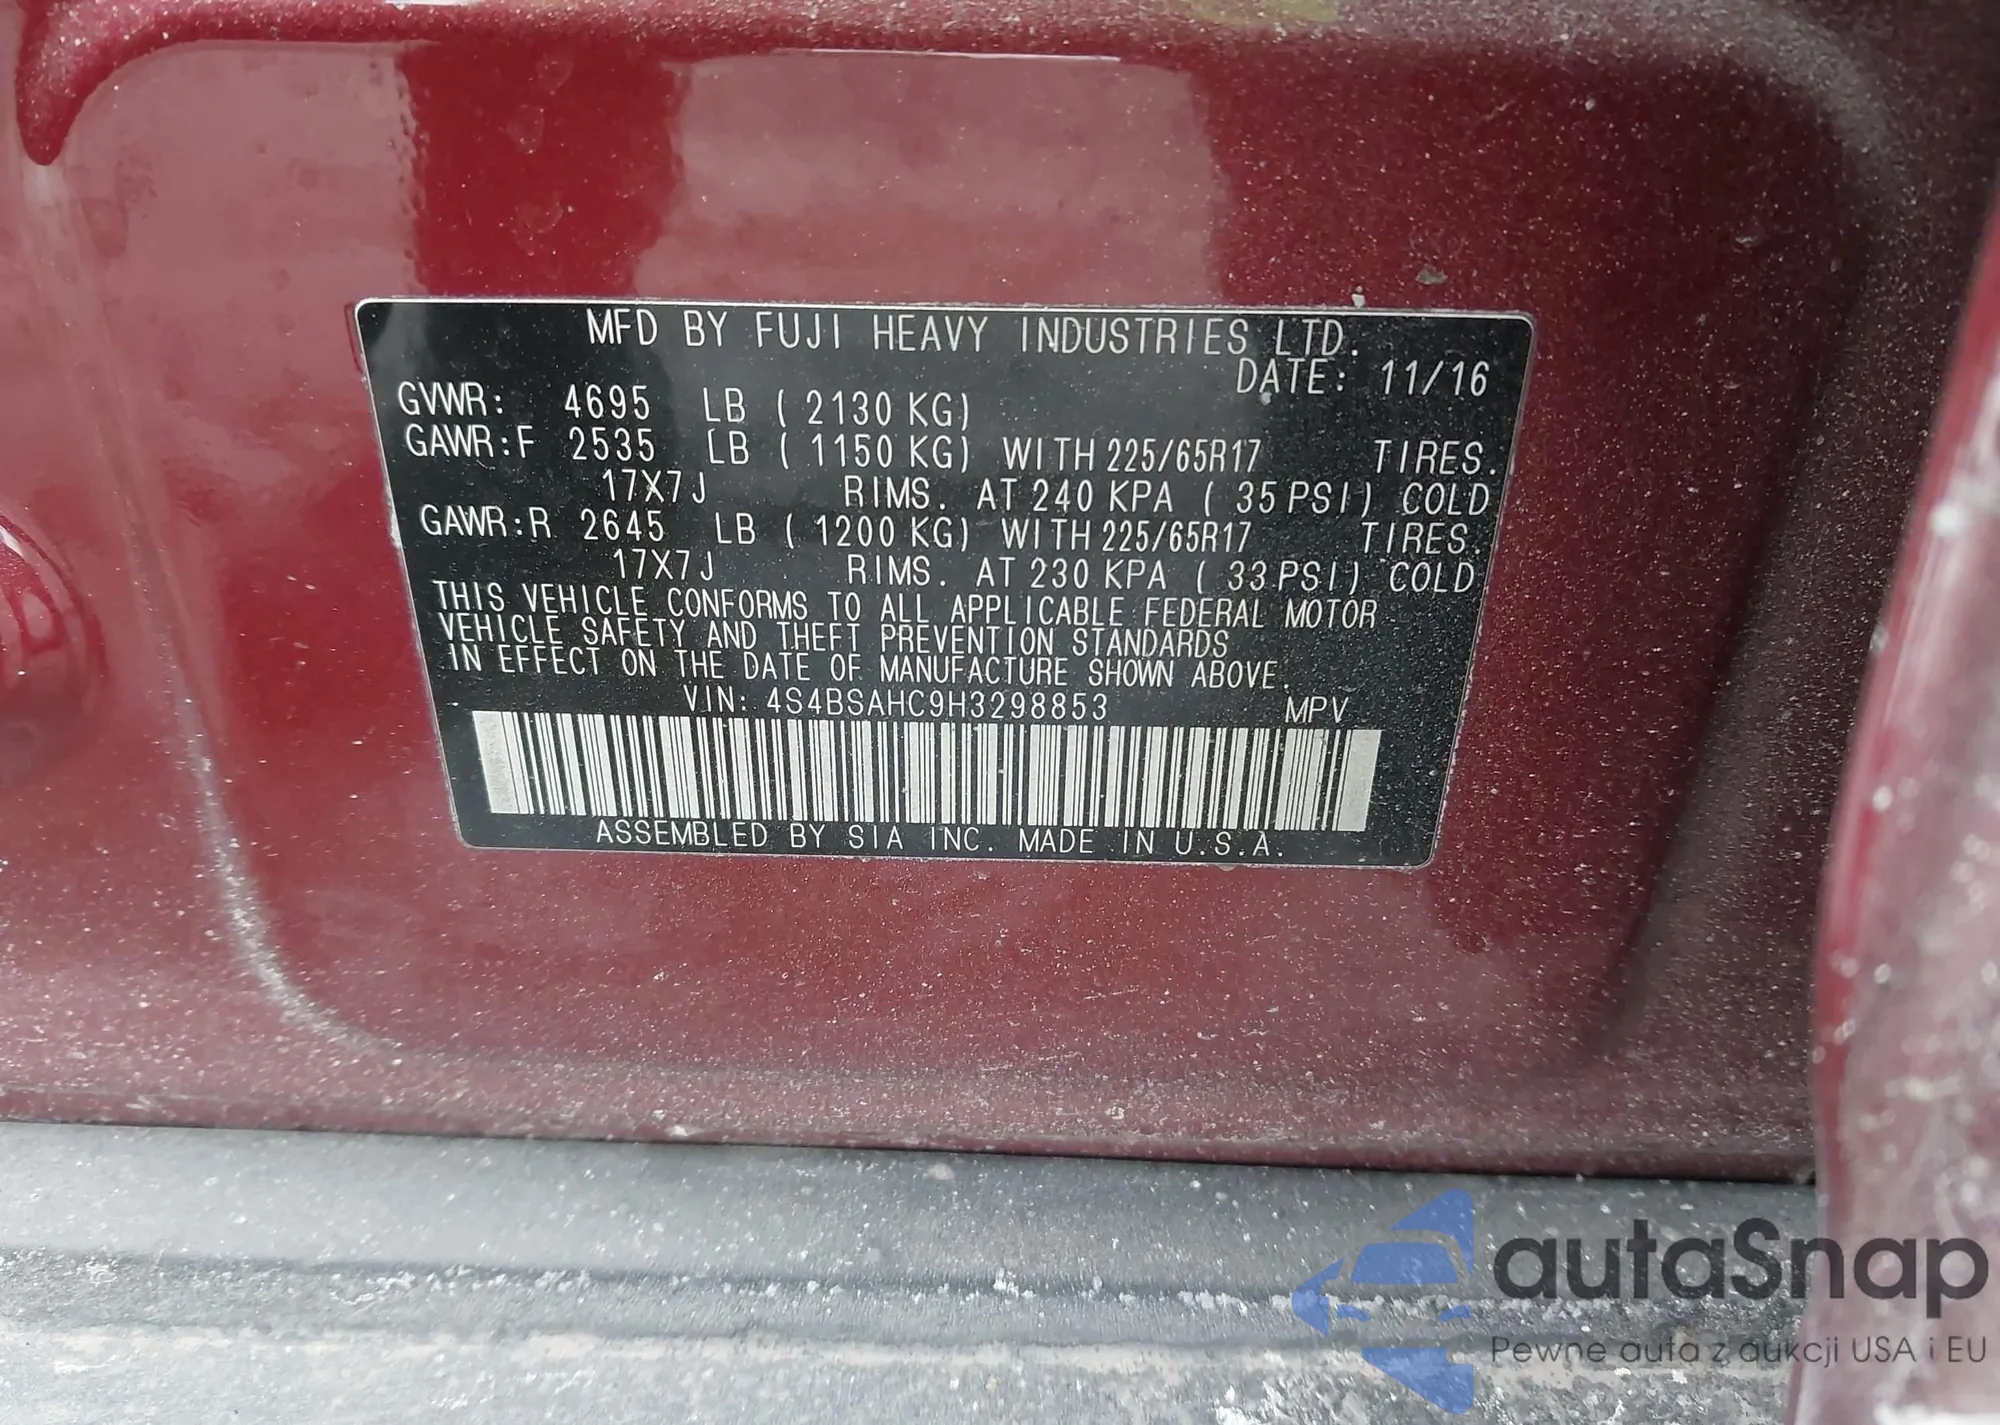 MFD BY FUJI HEAVY INDUSTRIES LTD.
DATE: 11/16
GVWR: 4695 LB ( 2130 KG)
GAWR:F 2535 LB ( 1150 KG) WITH 225/65R17 TIRES.
17X7J RIMS. AT 240 KPA ( 35 PSI) COLD
GAWR:R 2645 LB ( 1200 KG) WITH 225/65R17 TIRES.
17X7J RIMS. AT 230 KPA ( 33 PSI) COLD
THIS VEHICLE CONFORMS TO ALL APPLICABLE FEDERAL MOTOR
VEHICLE SAFETY AND THEFT PREVENTION STANDARDS
IN EFFECT ON THE DATE OF MANUFACTURE SHOWN ABOVE.
VIN: 4S4BSAHC9H3298853 MPV
ASSEMBLED BY SIA INC. MADE IN U.S.A.
autaSnap
Pewne auta z aukcji USA i EU